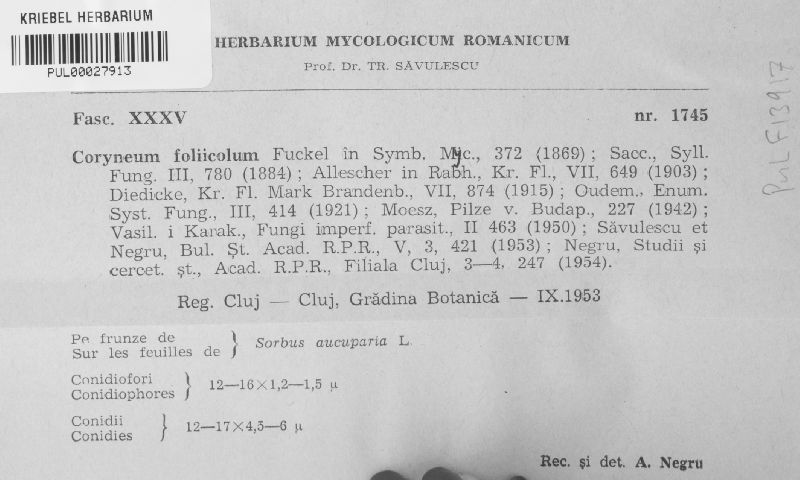 KRIEBEL HERBARIUM
PUL00027913
HERBARIUM MYCOLOGICUM ROMANICUM
Prof. Dr. TR. SĂVULESCU
Fasc. XXXV nr. 1745
Coryneum foliicolum Fuckel în Symb. Myc., 372 (1869) ; Sacc., Syll.
Fung. III, 780 (1884) ; Allescher in Rabh., Kr. Fl., VII, 649 (1903) ;
Diedicke, Kr. Fl. Mark Brandenb., VII, 874 (1915) ; Oudem., Enum.
Syst. Fung., III, 414 (1921) ; Moesz, Pilze v. Budap., 227 (1942) ;
Vasil. i Karak., Fungi imperf. parasit., II 463 (1950) ; Săvulescu et
Negru, Bul. Șt. Acad. R.P.R., V, 3, 421 (1953) ; Negru, Studii și
cercet. șt., Acad. R.P.R., Filiala Cluj, 3—4. 247 (1954).
Reg. Cluj — Cluj, Grădina Botanică — IX.1953
Pe frunze de
Sur les feuilles de } Sorbus aucuparia L.
Conidiofori
Conidiophores } 12—16×1,2—1,5 μ
Conidii
Conidies } 12—17×4,5—6 μ
Rec. și det. A. Negru
PUL F13917